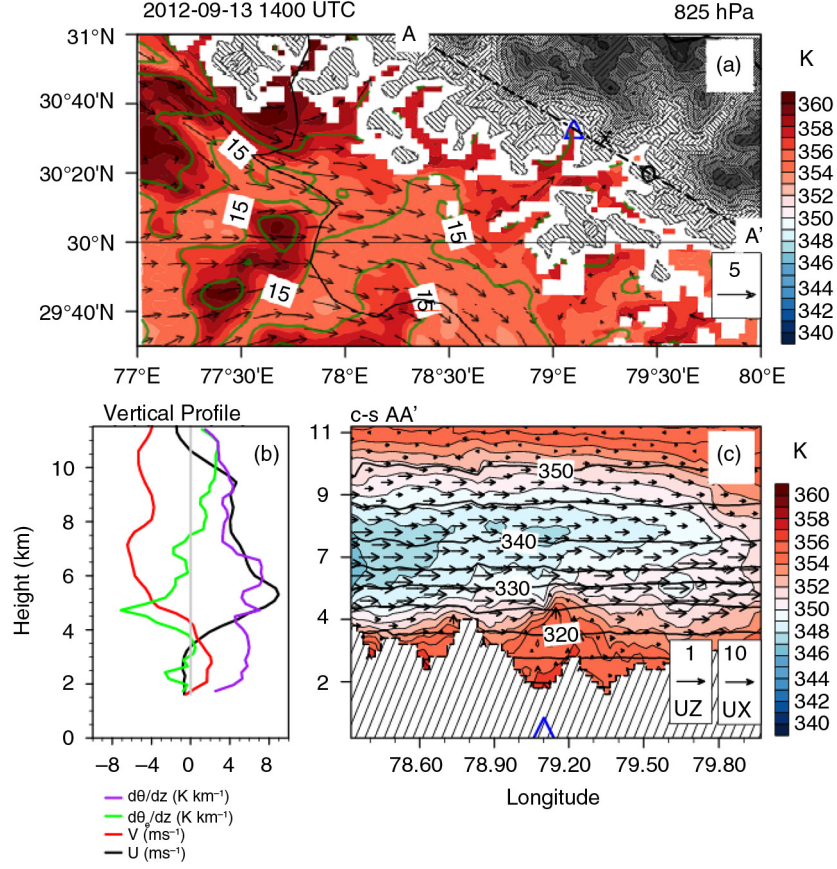 2012-09-13 1400 UTC 825 hPa
31°N
A
(a)
K
30°40'N
360
358
15
356
354
30°20'N
352
15
350
15
A'
348
30°N
346
5
15
344
29°40'N
15
342
340
77°E 77°30'E 78°E 78°30'E 79°E 79°30'E 80°E
Vertical Profile
c-s AA'
(b)
(c)
K
11
350
360
10
358
9
356
8
340
354
7
352
Height (km)
6
330
350
4
4
348
320
346
1 10
344
2
2
UZ UX
342
0
340
−8 −4 0 4 8
78.60 78.90 79.20 79.50 79.80
Longitude
dθ/dz (K km⁻¹)
dθₑ/dz (K km⁻¹)
V (ms⁻¹)
U (ms⁻¹)